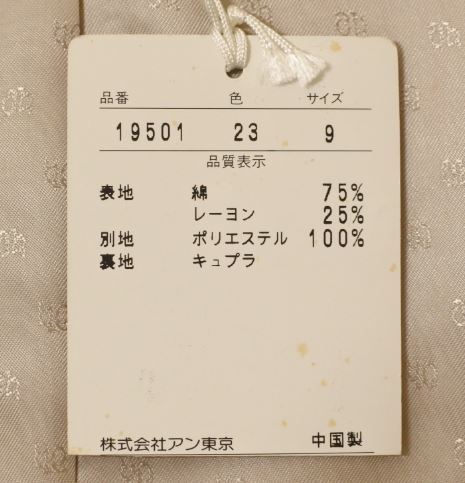 品番 色 サイズ
19501 23 9
品質表示
表地 綿 75%
レーヨン 25%
別地 ポリエステル 100%
裏地 キュプラ
株式会社アン東京 中国製